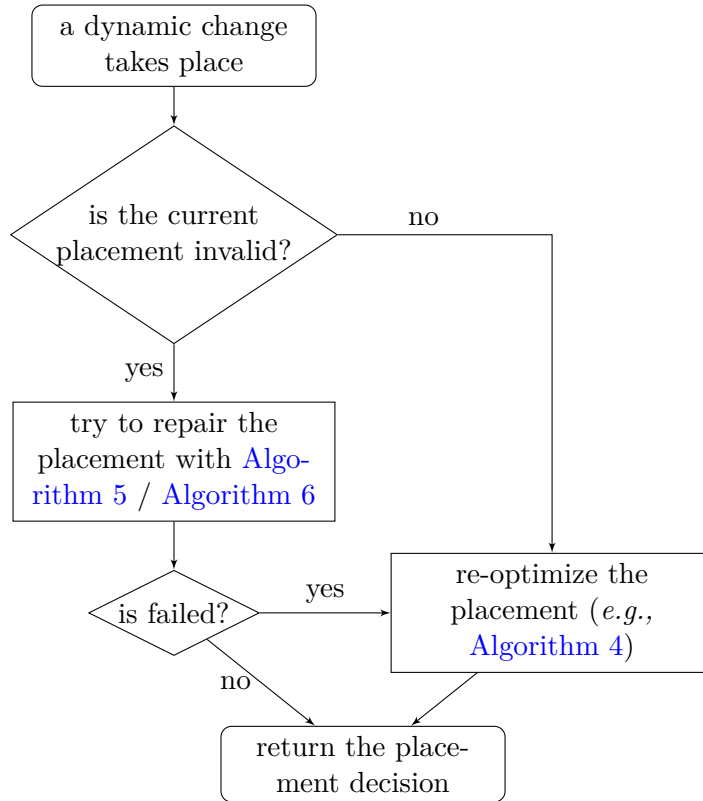 a dynamic change
takes place
is the current
placement invalid?
no
yes
try to repair the
placement with Algo-
rithm 5 / Algorithm 6
is failed?
yes
re-optimize the
placement (e.g.,
Algorithm 4)
no
return the place-
ment decision